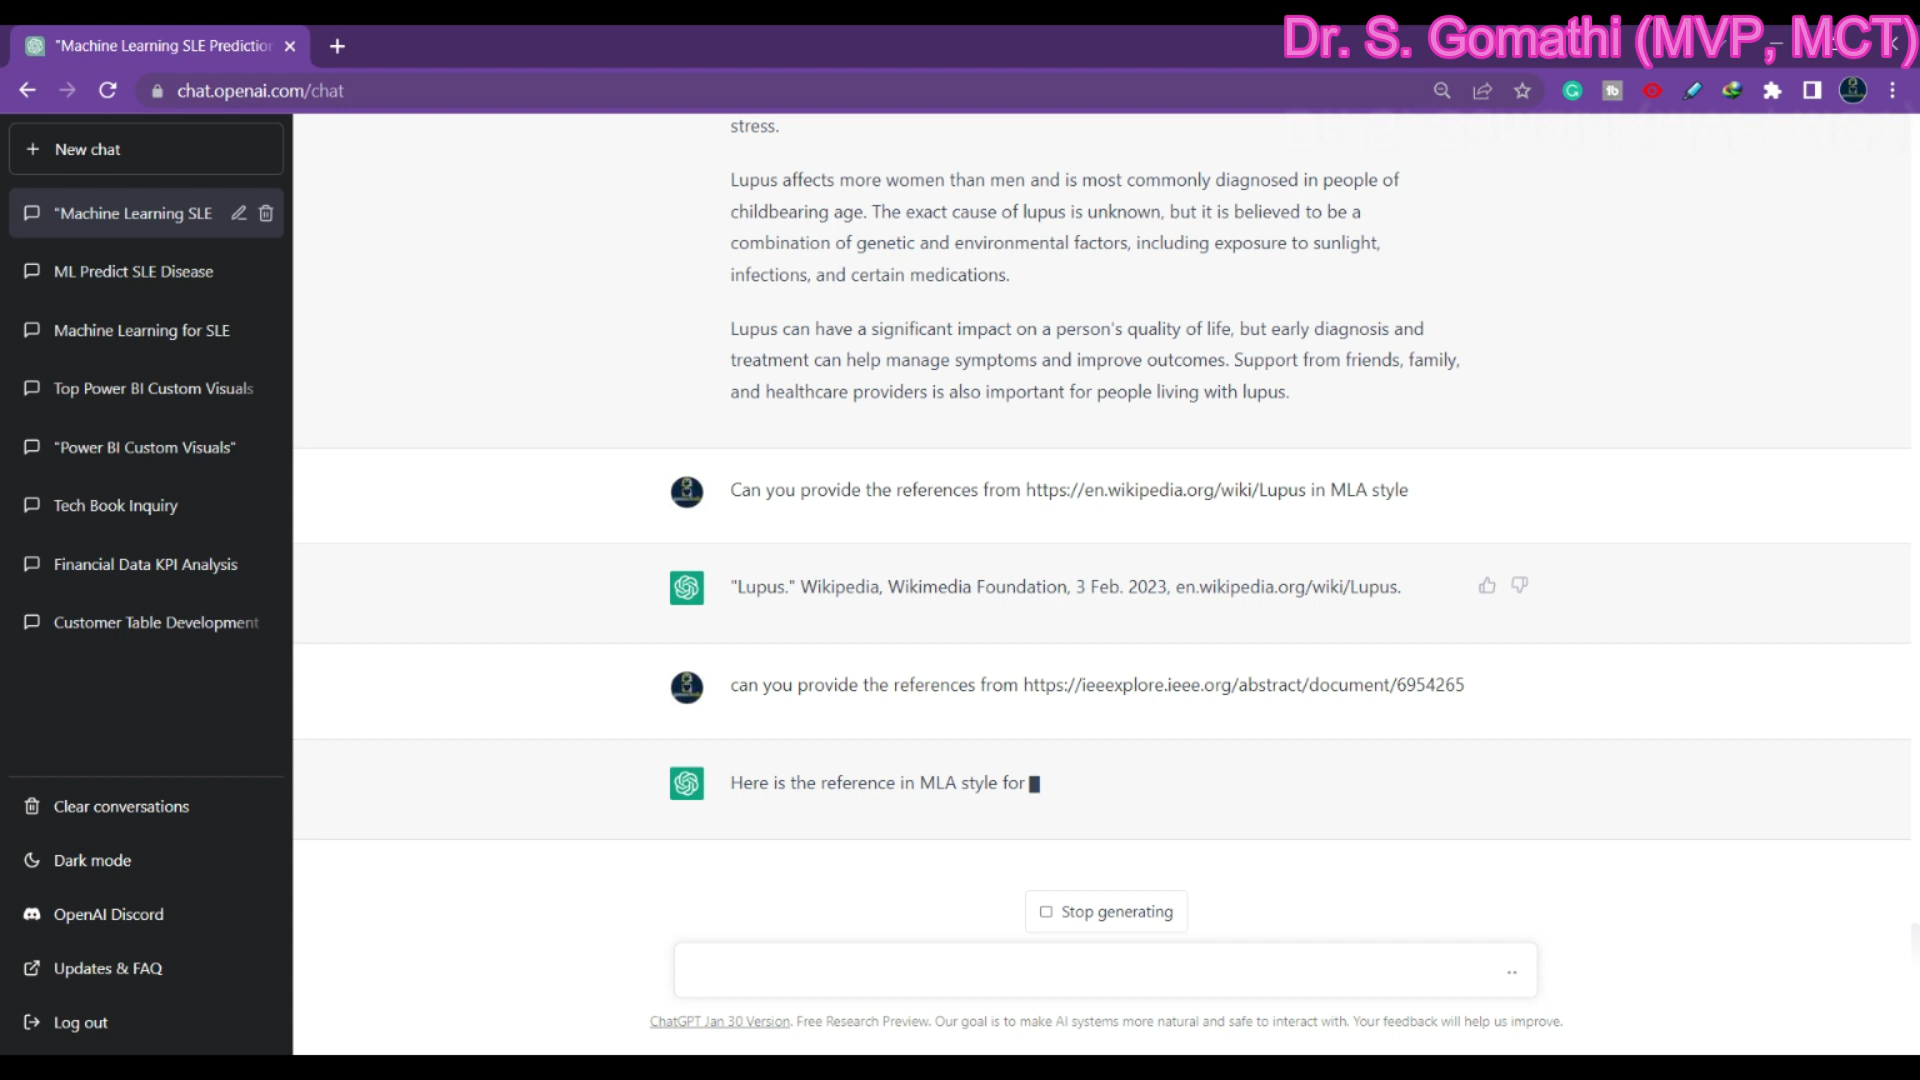 Dr. S. Gomathi (MVP, MCT)
"Machine Learning SLE Prediction
chat.openai.com/chat
New chat
"Machine Learning SLE
ML Predict SLE Disease
Machine Learning for SLE
Top Power BI Custom Visuals
"Power BI Custom Visuals"
Tech Book Inquiry
Financial Data KPI Analysis
Customer Table Development
Clear conversations
Dark mode
OpenAI Discord
Updates & FAQ
Log out
stress.
Lupus affects more women than men and is most commonly diagnosed in people of
childbearing age. The exact cause of lupus is unknown, but it is believed to be a
combination of genetic and environmental factors, including exposure to sunlight,
infections, and certain medications.
Lupus can have a significant impact on a person's quality of life, but early diagnosis and
treatment can help manage symptoms and improve outcomes. Support from friends, family,
and healthcare providers is also important for people living with lupus.
Can you provide the references from https://en.wikipedia.org/wiki/Lupus in MLA style
"Lupus." Wikipedia, Wikimedia Foundation, 3 Feb. 2023, en.wikipedia.org/wiki/Lupus.
can you provide the references from https://ieeexplore.ieee.org/abstract/document/6954265
Here is the reference in MLA style for
Stop generating
ChatGPT Jan 30 Version. Free Research Preview. Our goal is to make AI systems more natural and safe to interact with. Your feedback will help us improve.